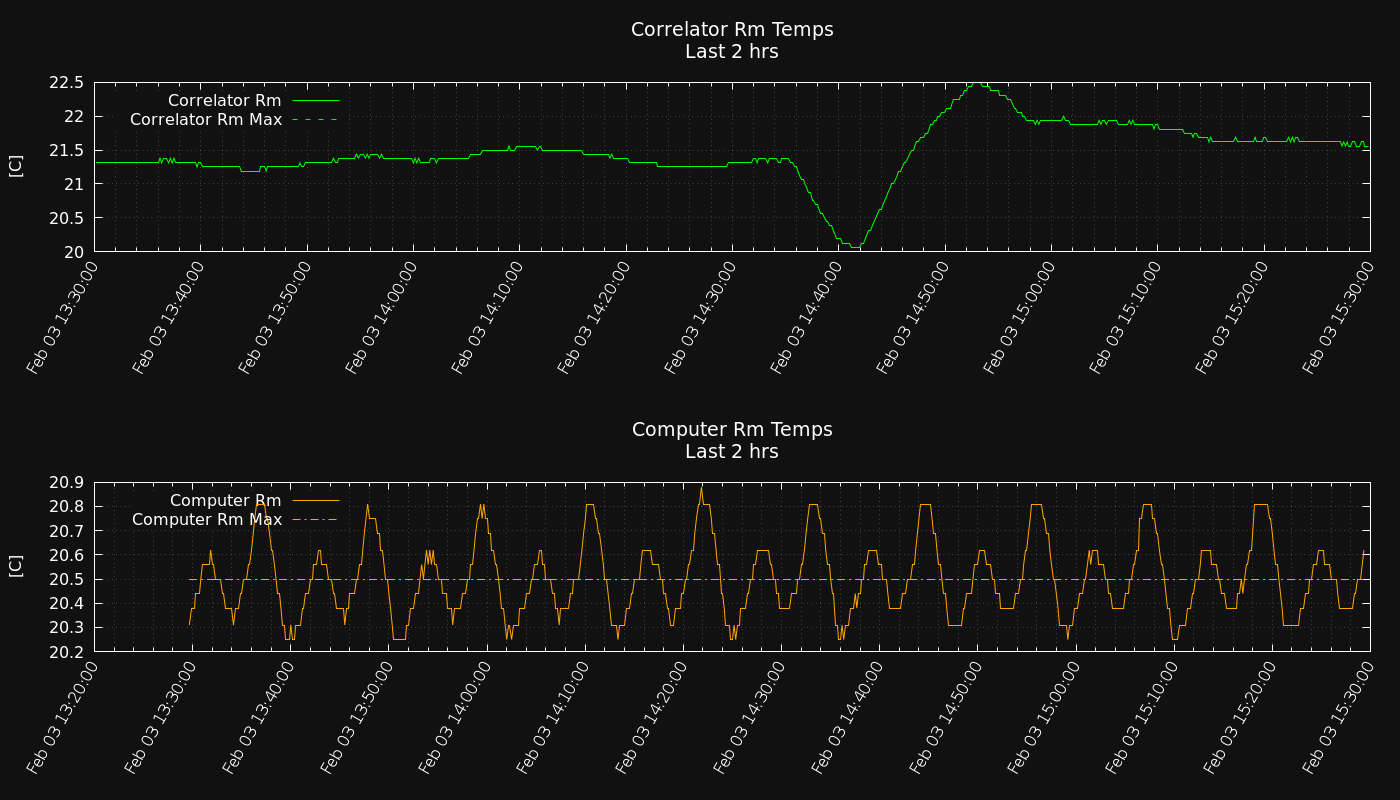 Correlator Rm Temps
Last 2 hrs
Correlator Rm
Correlator Rm Max
[C]
22.5
22
21.5
21
20.5
20
Feb 03 13:30:00
Feb 03 13:40:00
Feb 03 13:50:00
Feb 03 14:00:00
Feb 03 14:10:00
Feb 03 14:20:00
Feb 03 14:30:00
Feb 03 14:40:00
Feb 03 14:50:00
Feb 03 15:00:00
Feb 03 15:10:00
Feb 03 15:20:00
Feb 03 15:30:00
Computer Rm Temps
Last 2 hrs
Computer Rm
Computer Rm Max
[C]
20.9
20.8
20.7
20.6
20.5
20.4
20.3
20.2
Feb 03 13:20:00
Feb 03 13:30:00
Feb 03 13:40:00
Feb 03 13:50:00
Feb 03 14:00:00
Feb 03 14:10:00
Feb 03 14:20:00
Feb 03 14:30:00
Feb 03 14:40:00
Feb 03 14:50:00
Feb 03 15:00:00
Feb 03 15:10:00
Feb 03 15:20:00
Feb 03 15:30:00